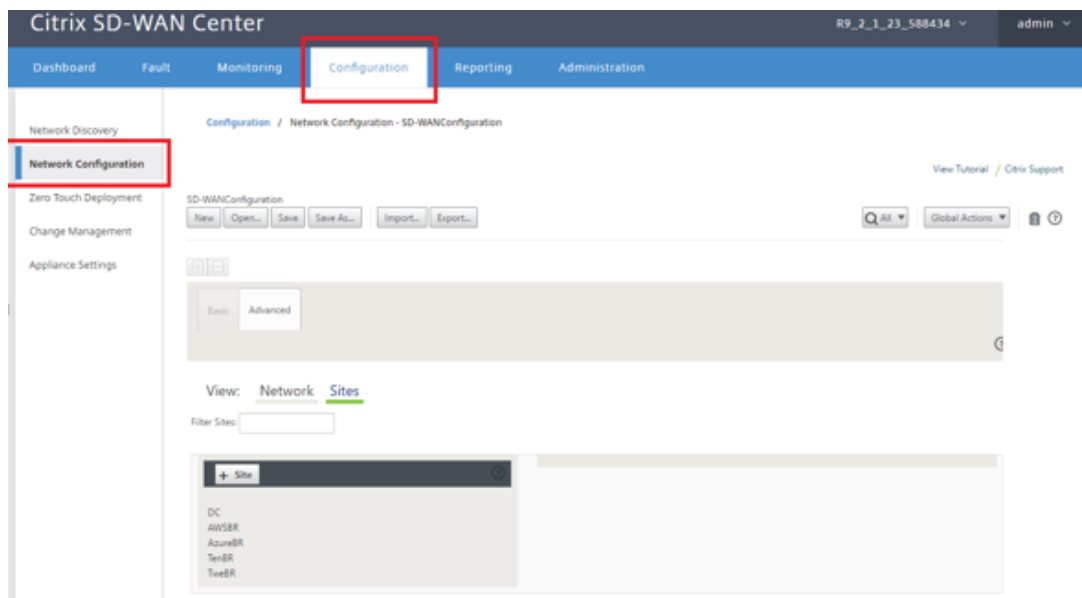 Citrix SD-WAN Center
R9_2_1_23_588434
admin
Dashboard Fault Monitoring Configuration Reporting Administration
Network Discovery
Network Configuration
Zero Touch Deployment
Change Management
Appliance Settings
Configuration / Network Configuration - SD-WANConfiguration
View Tutorial / Citrix Support
SD-WANConfiguration
New Open... Save Save As... Import... Export... All Global Actions
Basic Advanced
View: Network Sites
Filter Sites:
+ Site
DC
AWSBR
AzureBR
TenBR
TweBR